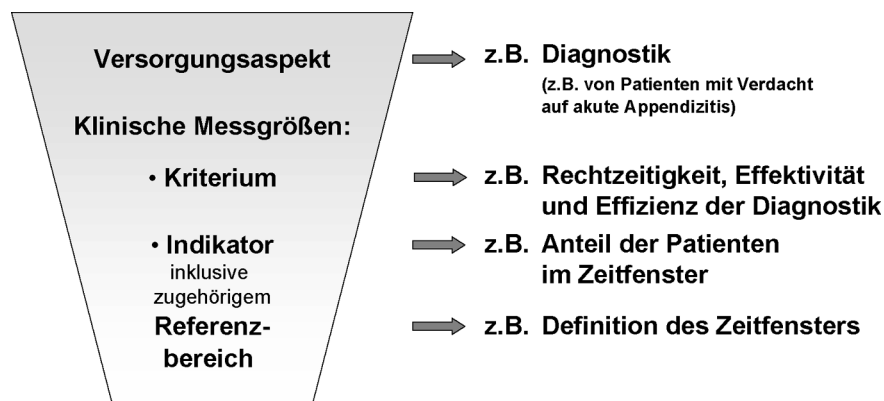 Versorgungsaspekt
z.B. Diagnostik
(z.B. von Patienten mit Verdacht
auf akute Appendizitis)
Klinische Messgrößen:
• Kriterium
z.B. Rechtzeitigkeit, Effektivität
und Effizienz der Diagnostik
• Indikator
inklusive
zugehörigem
z.B. Anteil der Patienten
im Zeitfenster
Referenz-
bereich
z.B. Definition des Zeitfensters